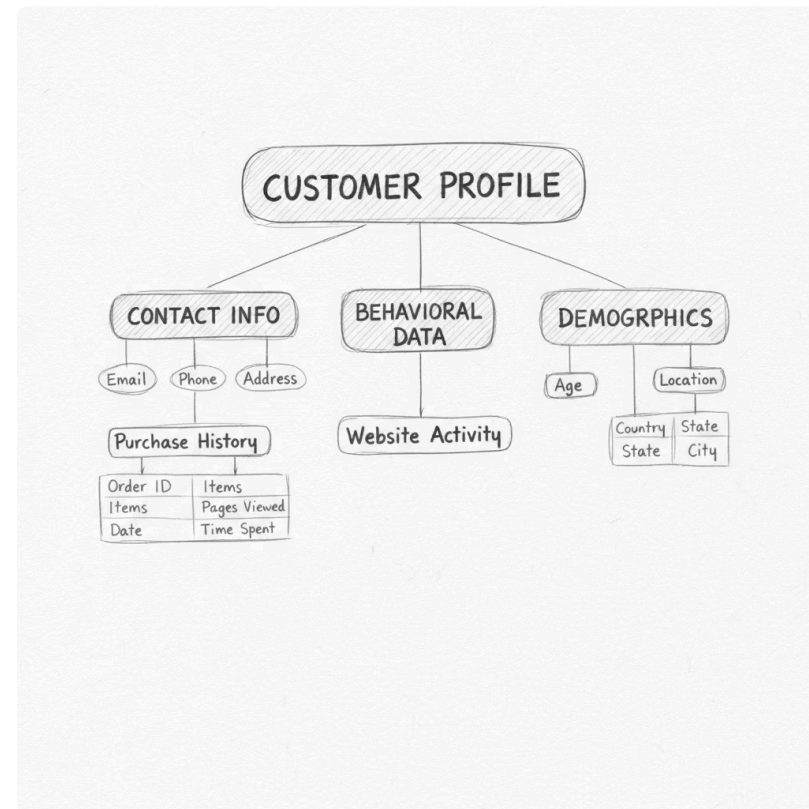 CUSTOMER PROFILE
CONTACT INFO
BEHAVIORAL
DATA
DEMOGRPHICS
Email Phone Address
Age
Location
Purchase History
Website Activity
Country State
State City
Order ID Items
Items Pages Viewed
Date Time Spent